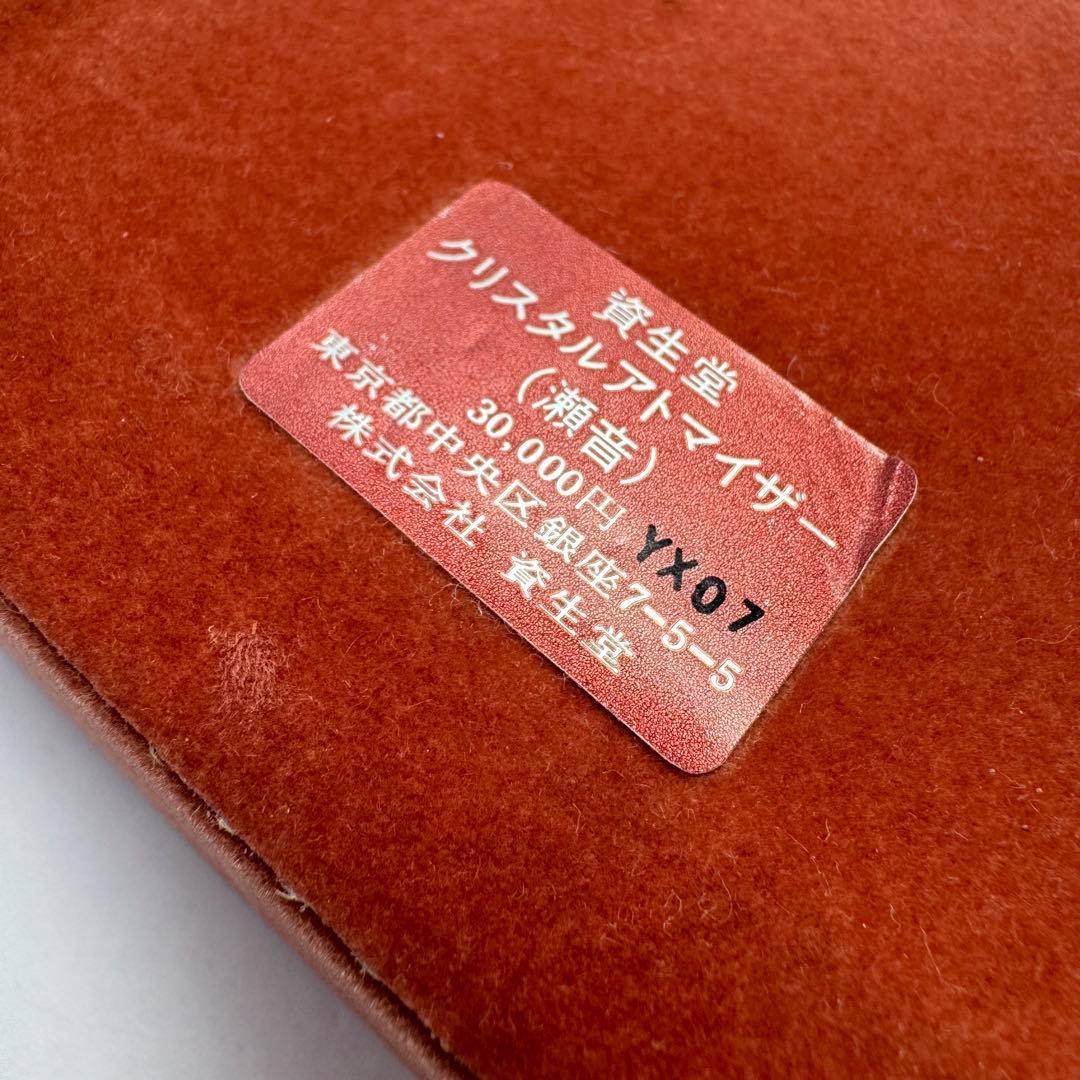 資生堂
クリスタルアトマイザー
(瀬音)
30,000円 YX07
東京都中央区銀座7-5-5
株式会社 資生堂